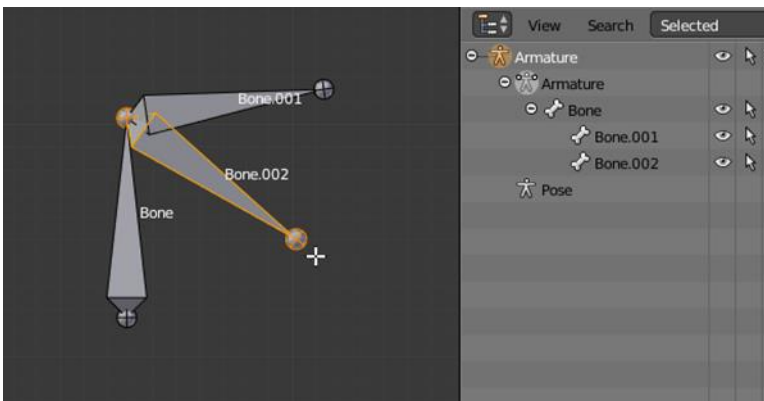 View Search Selected
Armature
Armature
Bone
Bone.001
Bone.002
Pose
Bone.001
Bone.002
Bone